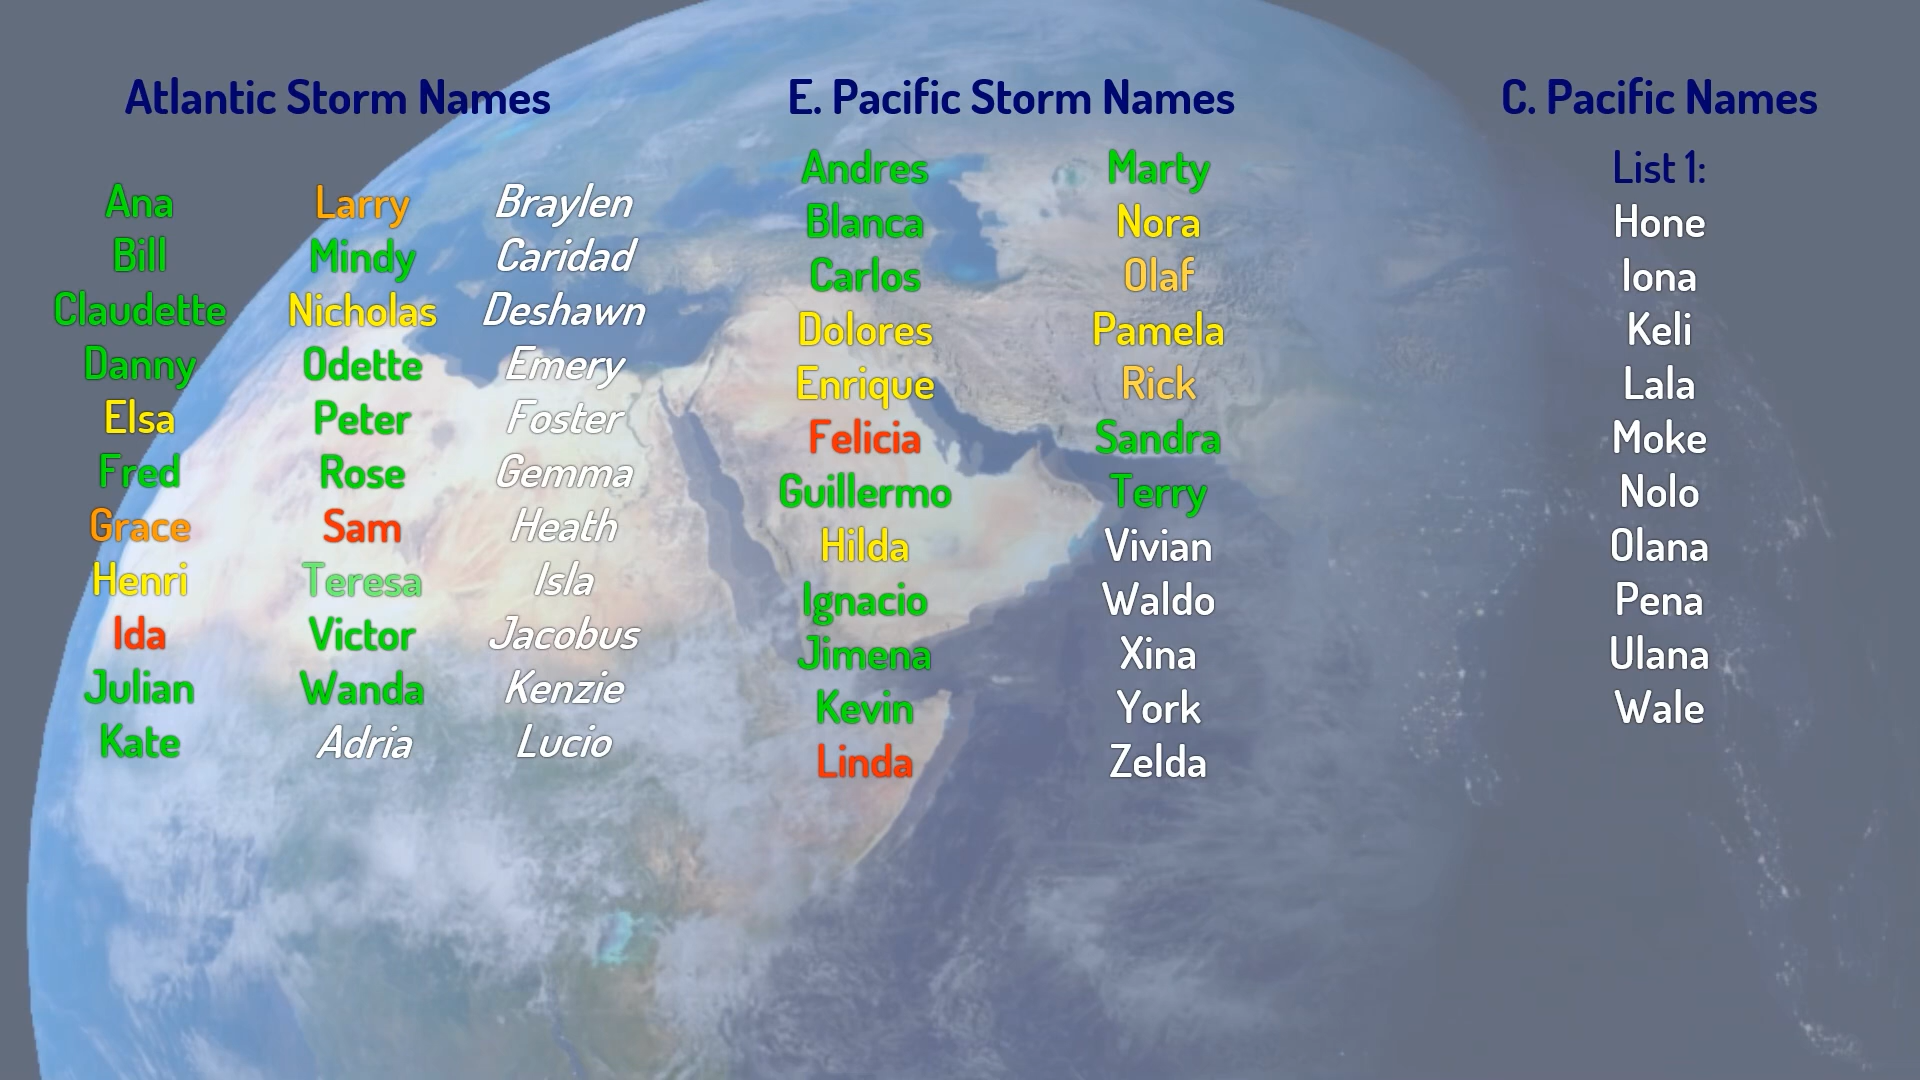 Atlantic Storm Names
Ana
Bill
Claudette
Danny
Elsa
Fred
Grace
Henri
Ida
Julian
Kate
Larry
Mindy
Nicholas
Odette
Peter
Rose
Sam
Teresa
Victor
Wanda
Adria
Braylen
Caridad
Deshawn
Emery
Foster
Gemma
Heath
Isla
Jacobus
Kenzie
Lucio
E. Pacific Storm Names
Andres
Blanca
Carlos
Dolores
Enrique
Felicia
Guillermo
Hilda
Ignacio
Jimena
Kevin
Linda
Marty
Nora
Olaf
Pamela
Rick
Sandra
Terry
Vivian
Waldo
Xina
York
Zelda
C. Pacific Names
List 1:
Hone
Iona
Keli
Lala
Moke
Nolo
Olana
Pena
Ulana
Wale